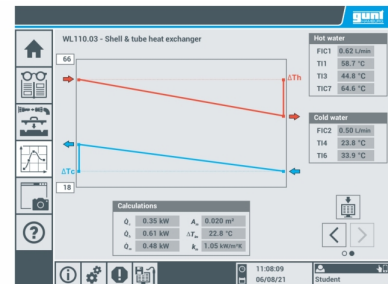 gunt
WL110.03 - Shell & tube heat exchanger
66
ΔTh
ΔTc
18
Hot water
FIC1 0.62 L/min
TI1 58.7 °C
TI3 44.8 °C
TIC7 64.6 °C
Cold water
FIC2 0.50 L/min
TI4 23.8 °C
TI6 33.9 °C
Calculations
0.35 kW 0.020 m²
0.61 kW 22.8 °C
0.48 kW 1.05 kW/m²K
?
11:08:09
06/08/21
Student